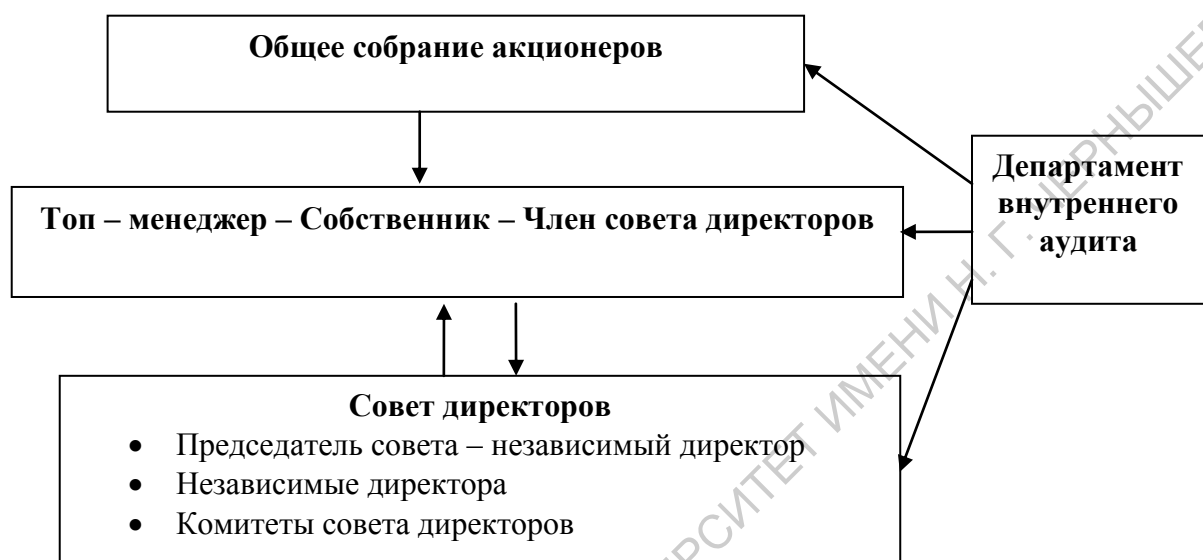 Общее собрание акционеров
Топ – менеджер – Собственник – Член совета директоров
Департамент
внутреннего
аудита
Совет директоров
• Председатель совета – независимый директор
• Независимые директора
• Комитеты совета директоров
ИМЕНИ Н. Г.